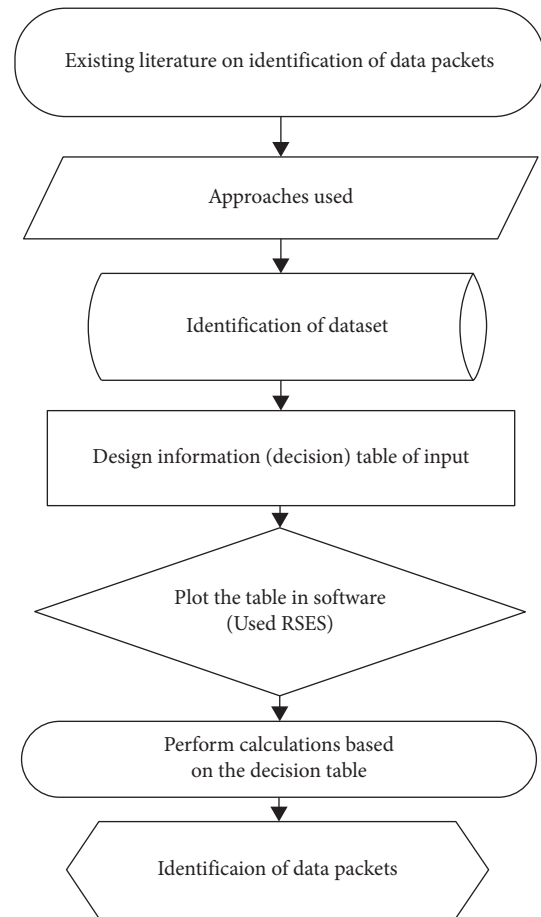 Existing literature on identification of data packets
Approaches used
Identification of dataset
Design information (decision) table of input
Plot the table in software
(Used RSES)
Perform calculations based
on the decision table
Identificaion of data packets